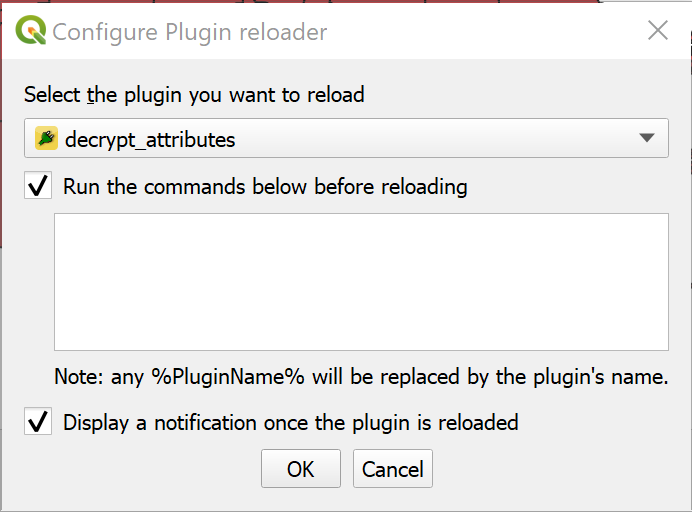 Configure Plugin reloader
Select the plugin you want to reload
decrypt_attributes
Run the commands below before reloading
Note: any %PluginName% will be replaced by the plugin's name.
Display a notification once the plugin is reloaded
OK Cancel